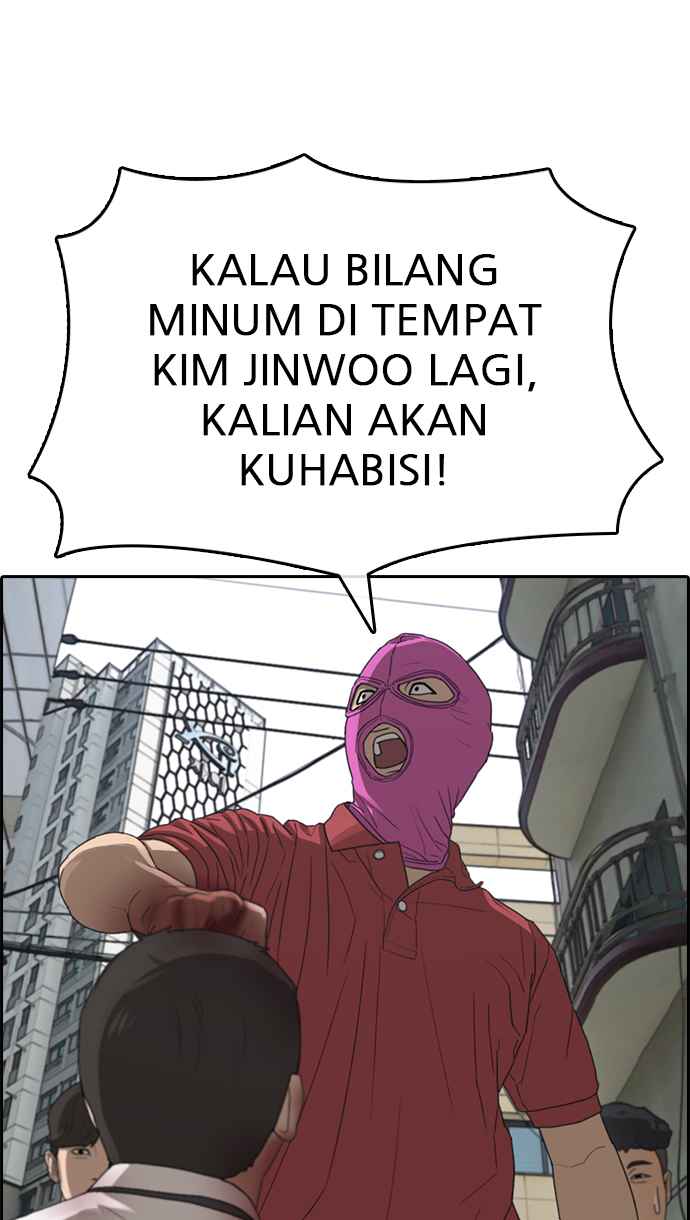 KALAU BILANG
MINUM DI TEMPAT
KIM JINWOO LAGI,
KALIAN AKAN
KUHABISI!